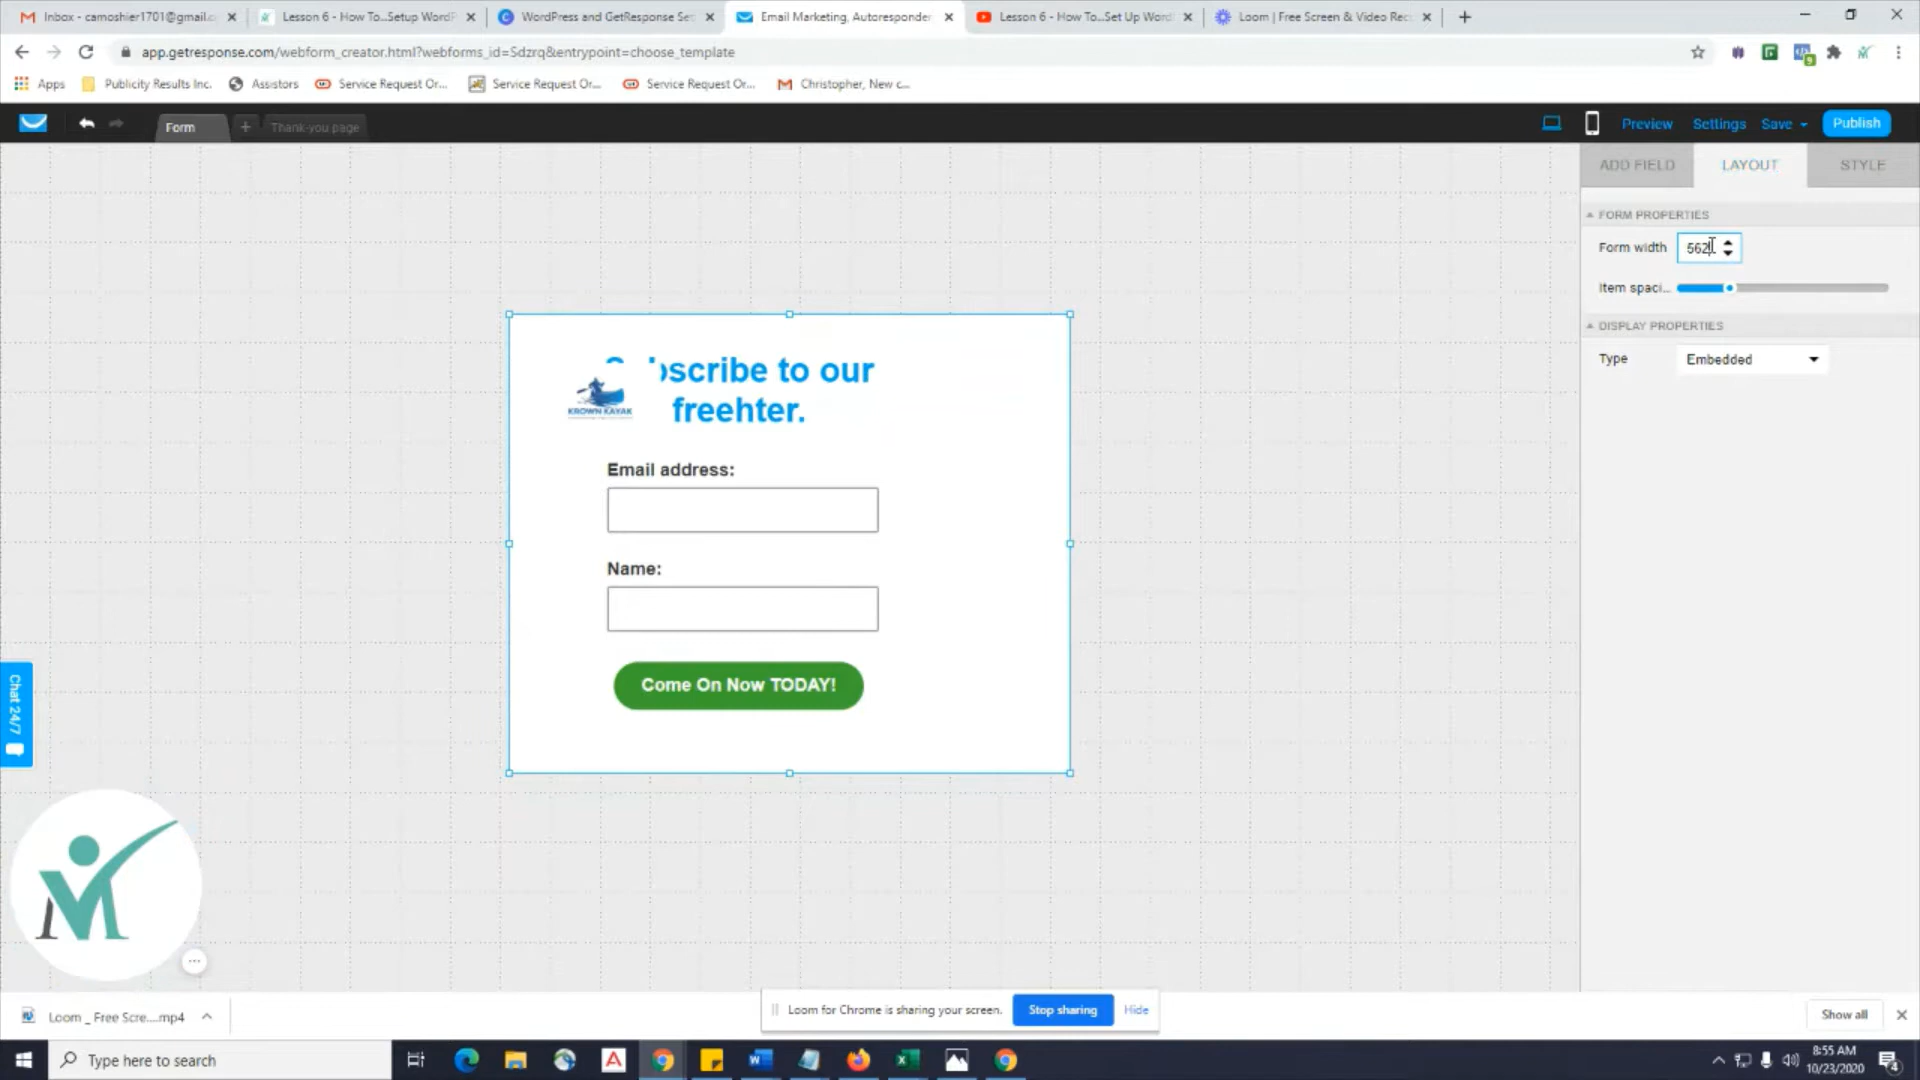 Inbox - camoshier1701@gmail.c
Lesson 6 - How To...Setup WordP
WordPress and GetResponse Set
Email Marketing, Autoresponder
Lesson 6 - How To...Set Up Word
Loom | Free Screen & Video Rec
app.getresponse.com/webform_creator.html?webforms_id=Sdzrq&entrypoint=choose_template
9
Apps
Publicity Results Inc.
Assistors
Service Request Or...
Service Request Or...
Service Request Or...
Christopher, New c...
Form
+
Thank-you page
Preview
Settings
Save
Publish
ADD FIELD
LAYOUT
STYLE
FORM PROPERTIES
Form width
562
Item spaci...
DISPLAY PROPERTIES
Type
Embedded
scribe to our
freehter.
KROWN KAYAK
Email address:
Name:
Come On Now TODAY!
Chat 24/7
Loom _ Free Scre....mp4
Loom for Chrome is sharing your screen.
Stop sharing
Hide
Show all
Type here to search
8:55 AM
10/23/2020
4